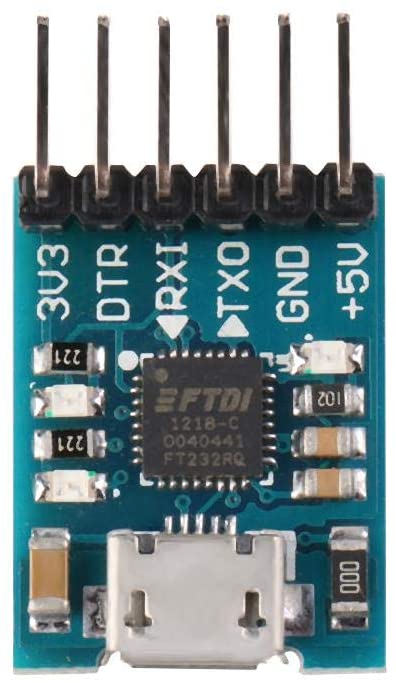 3V3
DTR
RXI
TXO
GND
+5V
221
102
221
000
FTDI
1218-C
0040441
FT232RQ